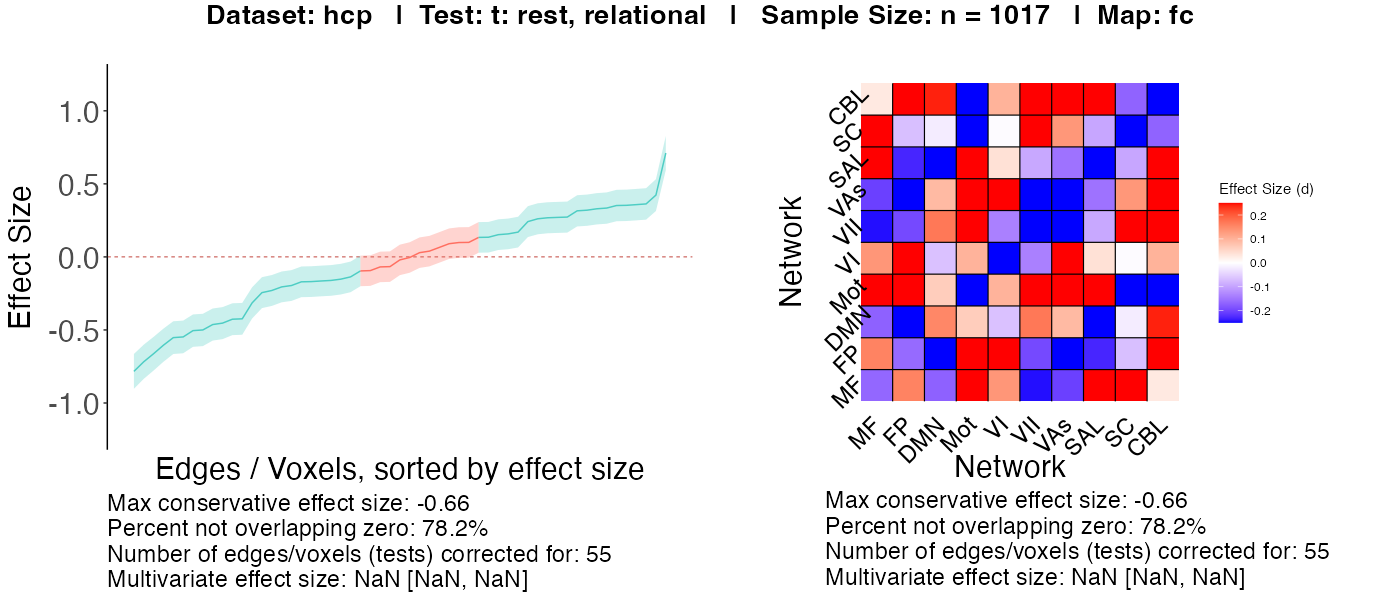 Dataset: hcp | Test: t: rest, relational | Sample Size: n = 1017 | Map: fc
Effect Size
1.0
0.5
0.0
-0.5
-1.0
Edges / Voxels, sorted by effect size
Max conservative effect size: -0.66
Percent not overlapping zero: 78.2%
Number of edges/voxels (tests) corrected for: 55
Multivariate effect size: NaN [NaN, NaN]
Network
CBL
SC
SAL
VAs
VII
VI
Mot
DMN
FP
MF
MF FP DMN Mot VI VII VAs SAL SC CBL
Network
Effect Size (d)
0.2
0.1
0.0
-0.1
-0.2
Max conservative effect size: -0.66
Percent not overlapping zero: 78.2%
Number of edges/voxels (tests) corrected for: 55
Multivariate effect size: NaN [NaN, NaN]